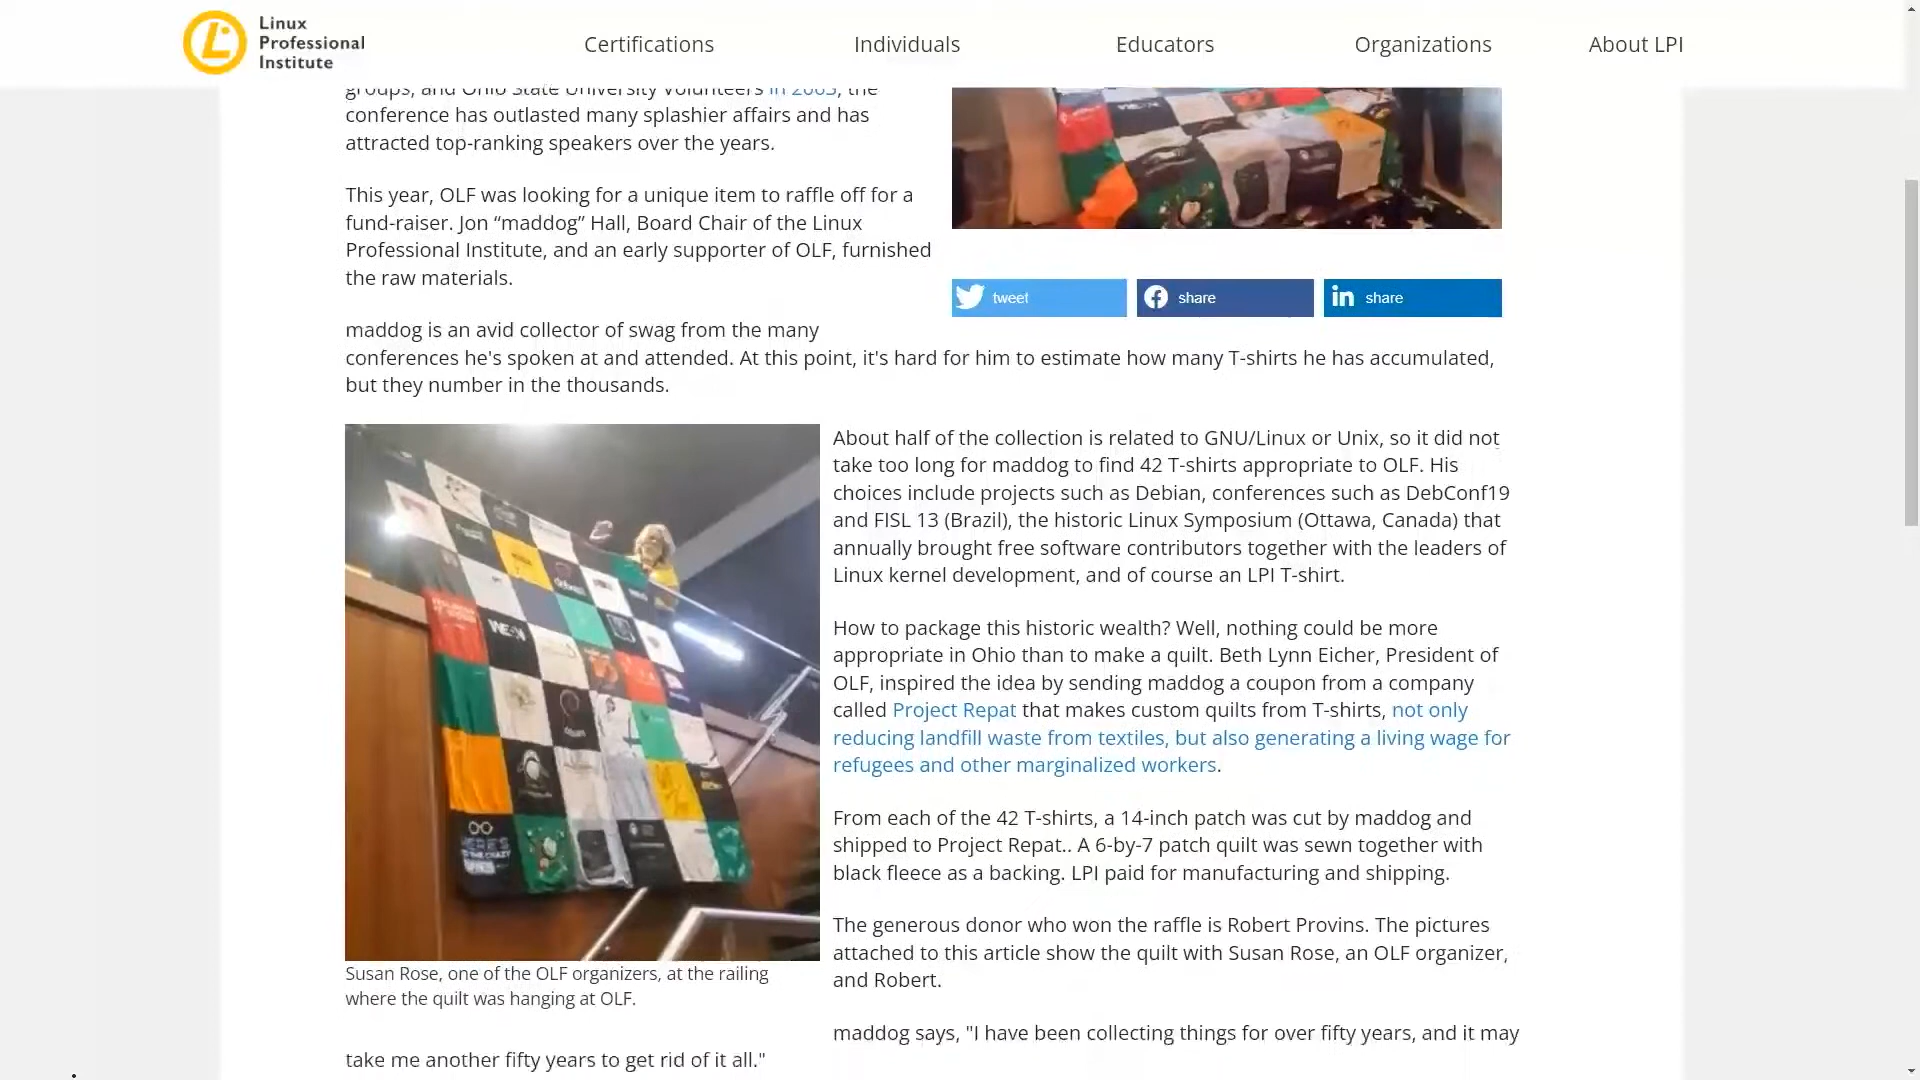 Linux
Professional
Institute
Certifications
Individuals
Educators
Organizations
About LPI
groups, and Ohio State University Volunteers in 2003, the
conference has outlasted many splashier affairs and has
attracted top-ranking speakers over the years.
This year, OLF was looking for a unique item to raffle off for a
fund-raiser. Jon “maddog” Hall, Board Chair of the Linux
Professional Institute, and an early supporter of OLF, furnished
the raw materials.
tweet
share
share
maddog is an avid collector of swag from the many
conferences he's spoken at and attended. At this point, it's hard for him to estimate how many T-shirts he has accumulated,
but they number in the thousands.
About half of the collection is related to GNU/Linux or Unix, so it did not
take too long for maddog to find 42 T-shirts appropriate to OLF. His
choices include projects such as Debian, conferences such as DebConf19
and FISL 13 (Brazil), the historic Linux Symposium (Ottawa, Canada) that
annually brought free software contributors together with the leaders of
Linux kernel development, and of course an LPI T-shirt.
How to package this historic wealth? Well, nothing could be more
appropriate in Ohio than to make a quilt. Beth Lynn Eicher, President of
OLF, inspired the idea by sending maddog a coupon from a company
called Project Repat that makes custom quilts from T-shirts, not only
reducing landfill waste from textiles, but also generating a living wage for
refugees and other marginalized workers.
From each of the 42 T-shirts, a 14-inch patch was cut by maddog and
shipped to Project Repat.. A 6-by-7 patch quilt was sewn together with
black fleece as a backing. LPI paid for manufacturing and shipping.
The generous donor who won the raffle is Robert Provins. The pictures
attached to this article show the quilt with Susan Rose, an OLF organizer,
and Robert.
Susan Rose, one of the OLF organizers, at the railing
where the quilt was hanging at OLF.
maddog says, "I have been collecting things for over fifty years, and it may
take me another fifty years to get rid of it all."